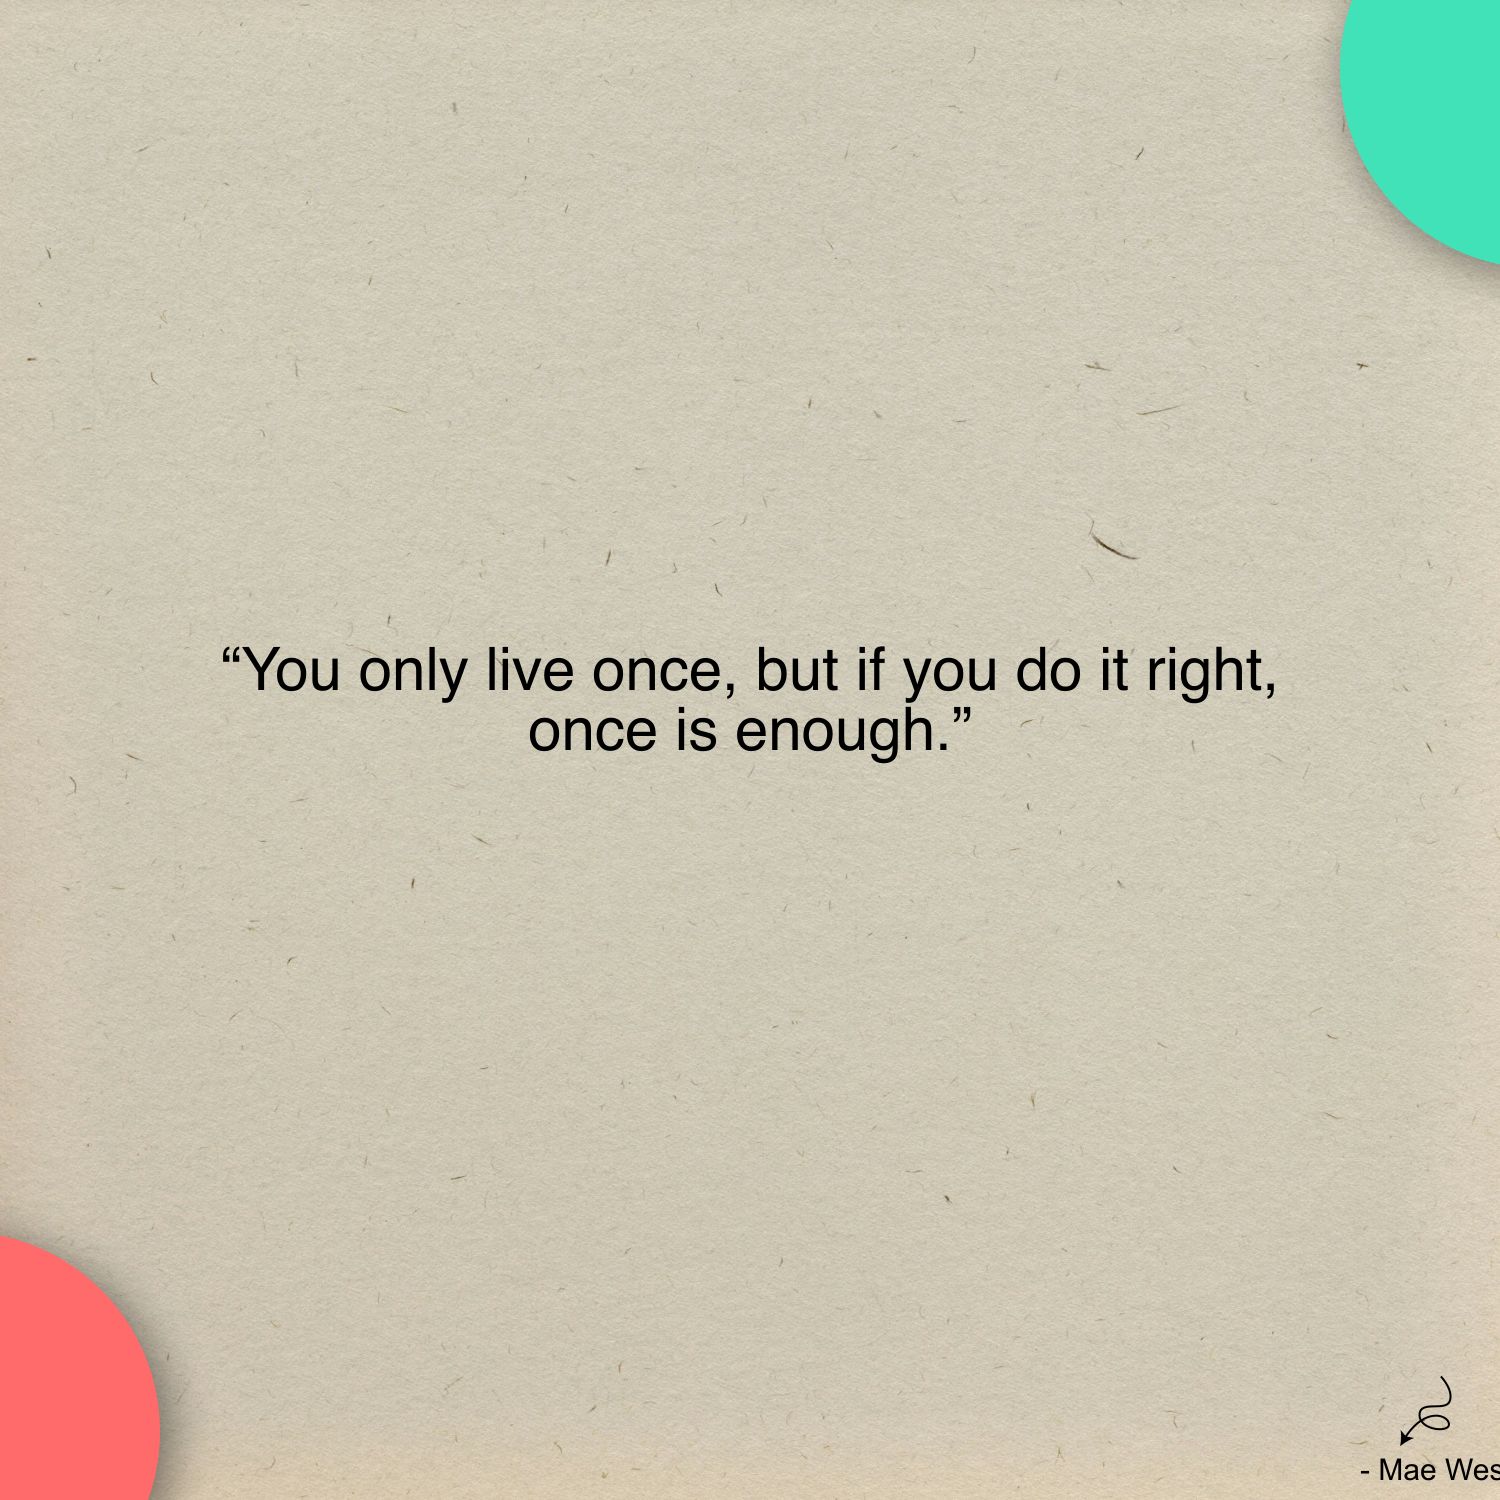 “You only live once, but if you do it right,
once is enough.”
- Mae Wes